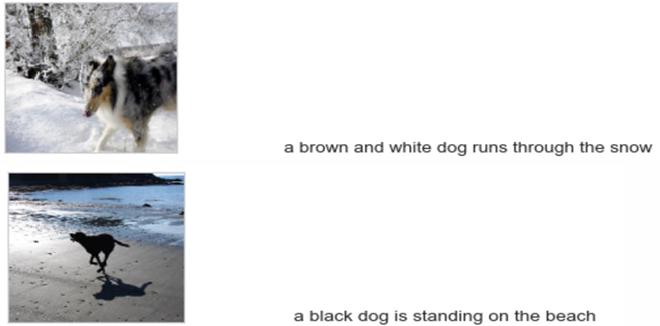 a brown and white dog runs through the snow
a black dog is standing on the beach